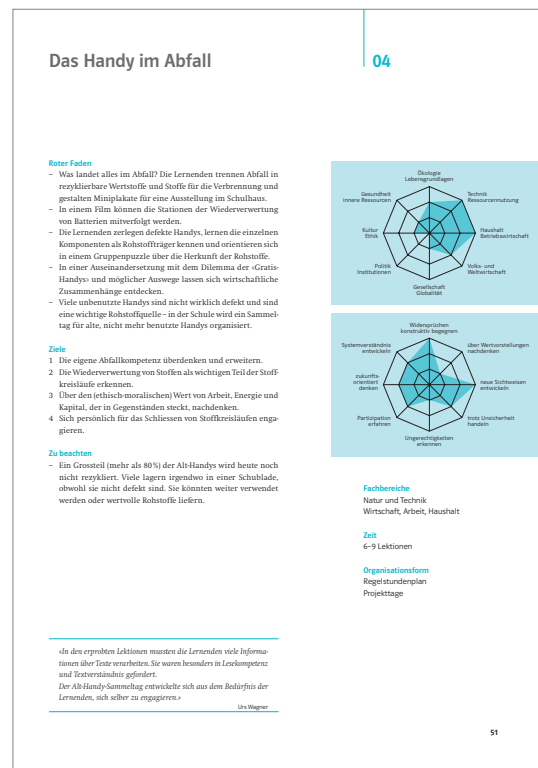 Das Handy im Abfall
04
Roter Faden
– Was landet alles im Abfall? Die Lernenden trennen Abfall in
rezyklierbare Wertstoffe und Stoffe für die Verbrennung und
gestalten Miniplakate für eine Ausstellung im Schulhaus.
– In einem Film können die Stationen der Wiederverwertung
von Batterien mitverfolgt werden.
– Die Lernenden zerlegen defekte Handys, lernen die einzelnen
Komponenten als Rohstoffträger kennen und orientieren sich
in einem Gruppenpuzzle über die Herkunft der Rohstoffe.
– In einer Auseinandersetzung mit dem Dilemma der ‹Gratis-
Handys› und möglicher Auswege lassen sich wirtschaftliche
Zusammenhänge entdecken.
– Viele unbenutzte Handys sind nicht wirklich defekt und sind
eine wichtige Rohstoffquelle – in der Schule wird ein Sammel-
tag für alte, nicht mehr benutzte Handys organisiert.
Ziele
1 Die eigene Abfallkompetenz überdenken und erweitern.
2 Die Wiederverwertung von Stoffen als wichtigen Teil der Stoff-
kreisläufe erkennen.
3 Über den (ethisch-moralischen) Wert von Arbeit, Energie und
Kapital, der in Gegenständen steckt, nachdenken.
4 Sich persönlich für das Schliessen von Stoffkreisläufen enga-
gieren.
Zu beachten
– Ein Grossteil (mehr als 80%) der Alt-Handys wird heute noch
nicht rezykliert. Viele lagern irgendwo in einer Schublade,
obwohl sie nicht defekt sind. Sie könnten weiter verwendet
werden oder wertvolle Rohstoffe liefern.
«In den erprobten Lektionen mussten die Lernenden viele Informa-
tionen über Texte verarbeiten. Sie waren besonders in Lesekompetenz
und Textverständnis gefordert.
Der Alt-Handy-Sammeltag entwickelte sich aus dem Bedürfnis der
Lernenden, sich selber zu engagieren.»
Urs Wagner
Ökologie
Lebensgrundlagen
Technik
Ressourcennutzung
Haushalt
Betriebswirtschaft
Volks- und
Weltwirtschaft
Gesellschaft
Globalität
Politik
Institutionen
Kultur
Ethik
Gesundheit
innere Ressourcen
Widersprüchen
konstruktiv begegnen
über Wertvorstellungen
nachdenken
neue Sichtweisen
entwickeln
trotz Unsicherheit
handeln
Ungerechtigkeiten
erkennen
Partizipation
erfahren
zukunfts-
orientiert
denken
Systemverständnis
entwickeln
Fachbereiche
Natur und Technik
Wirtschaft, Arbeit, Haushalt
Zeit
6–9 Lektionen
Organisationsform
Regelstundenplan
Projekttage
51